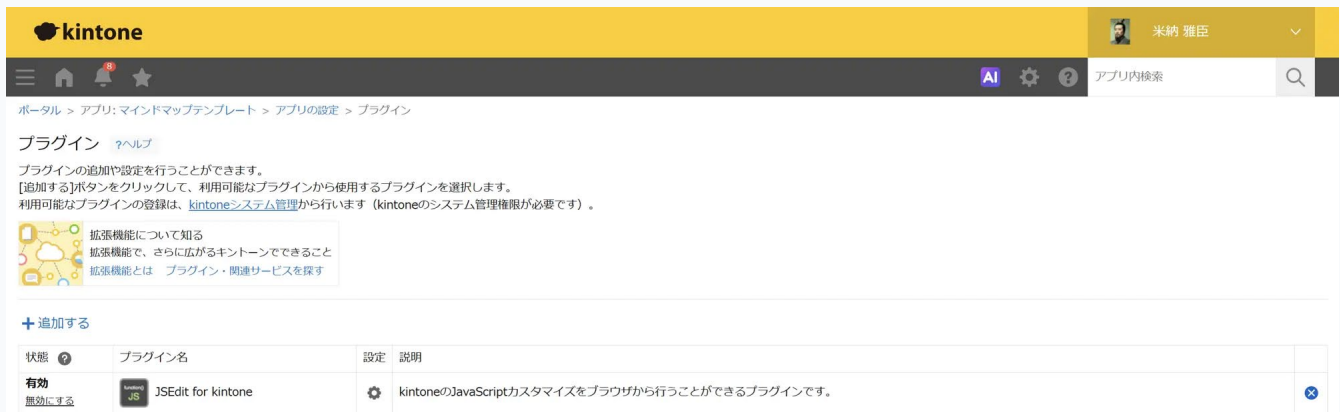 kintone
米納 雅臣
8
AI
アプリ内検索
ポータル > アプリ: マインドマップテンプレート > アプリの設定 > プラグイン
プラグイン ?ヘルプ
プラグインの追加や設定を行うことができます。
[追加する]ボタンをクリックして、利用可能なプラグインから使用するプラグインを選択します。
利用可能なプラグインの登録は、kintoneシステム管理から行います（kintoneのシステム管理権限が必要です）。
拡張機能について知る
拡張機能で、さらに広がるキントーンでできること
拡張機能とは プラグイン・関連サービスを探す
+追加する
状態 ? プラグイン名 設定 説明
有効
無効にする
JS
JSEdit for kintone
kintoneのJavaScriptカスタマイズをブラウザから行うことができるプラグインです。